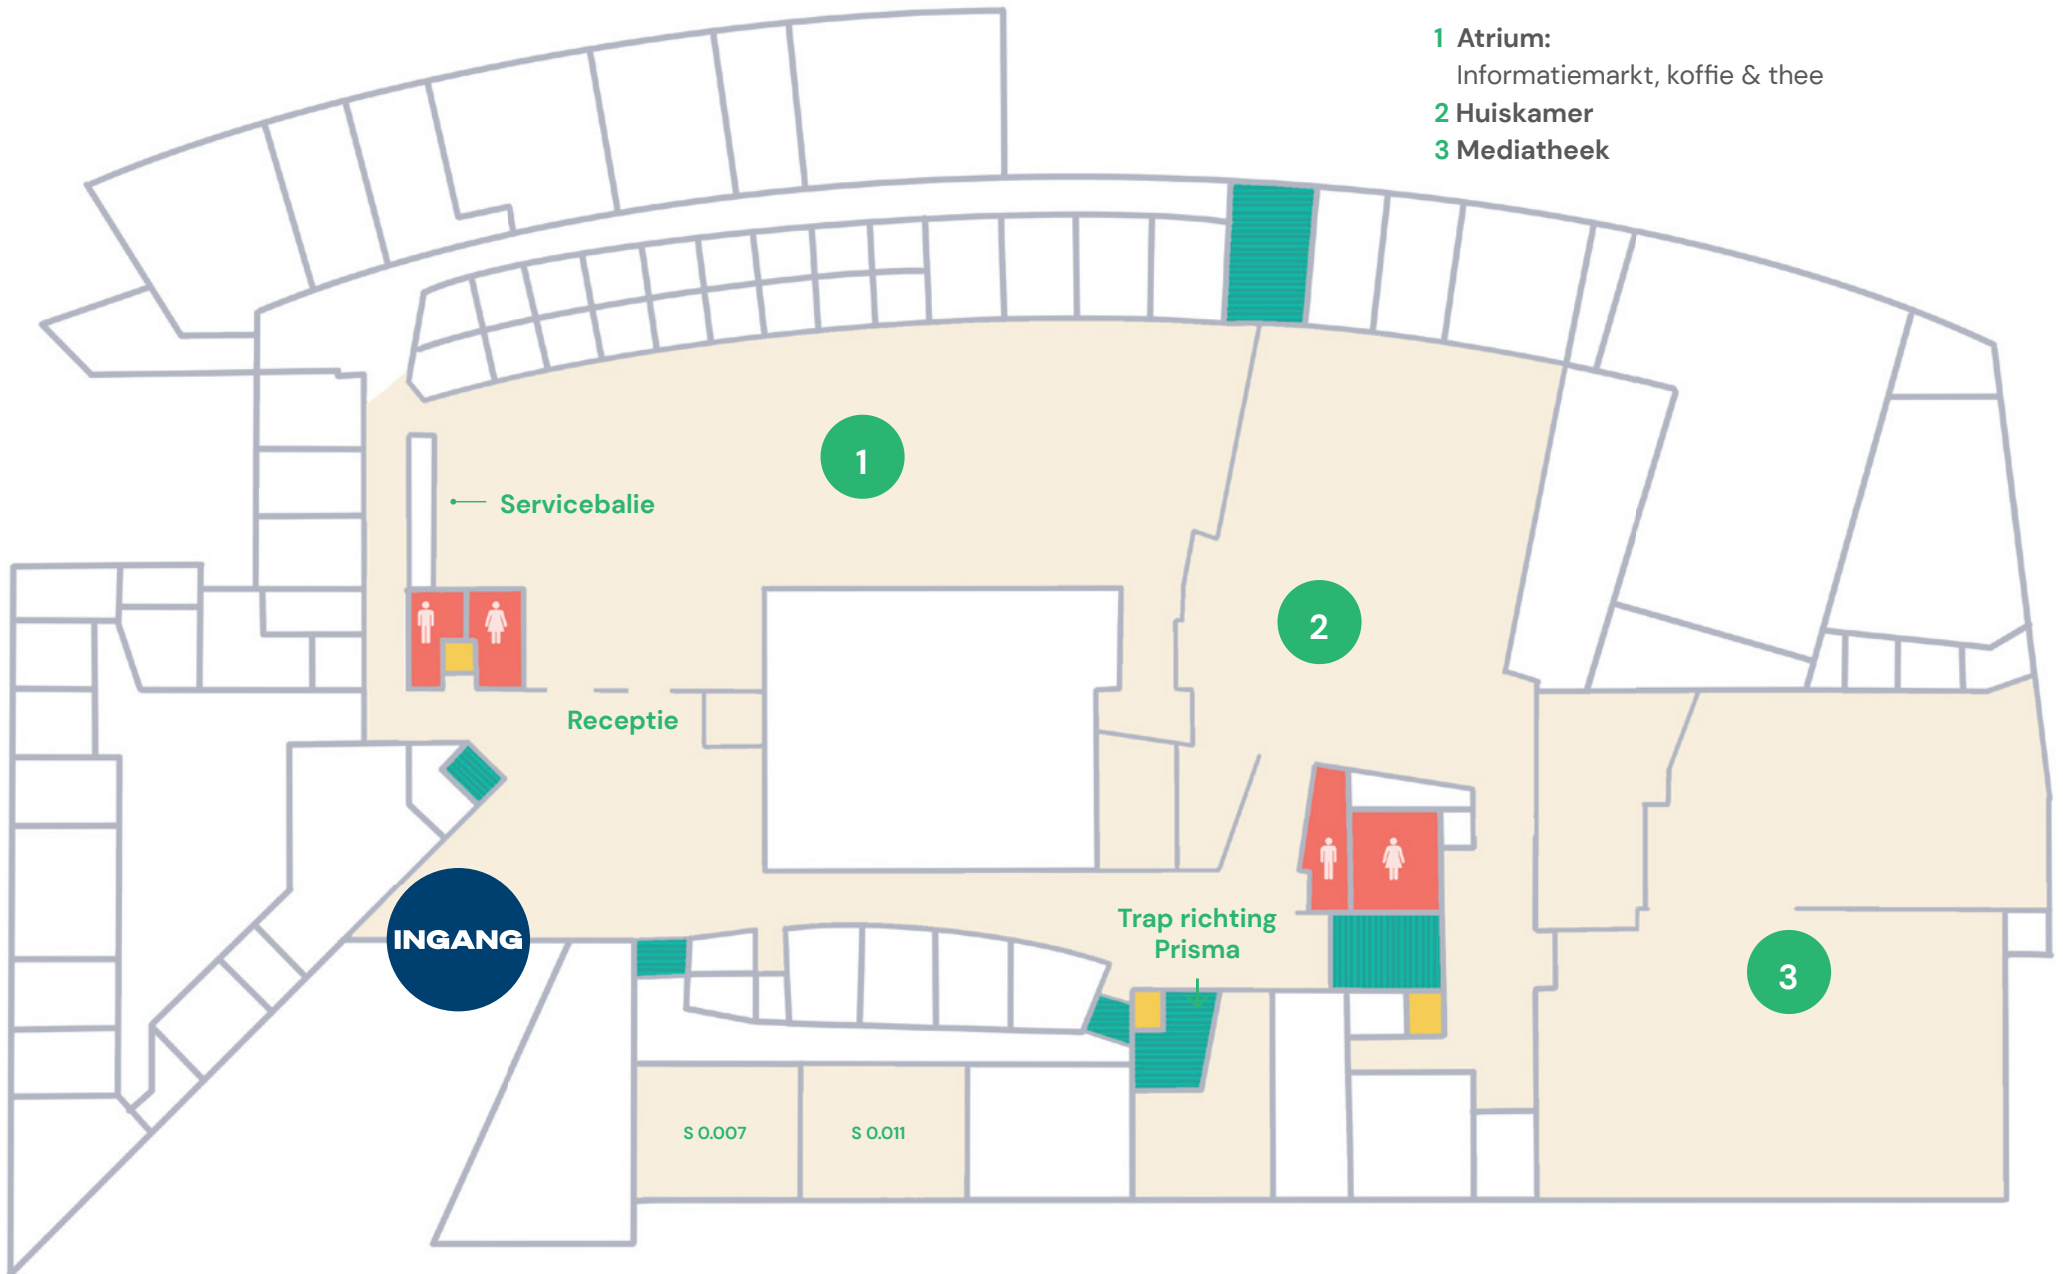 1 Atrium:
Informatiemarkt, koffie & thee
2 Huiskamer
3 Mediatheek
1
Servicebalie
2
Receptie
INGANG
Trap richting
Prisma
3
S 0.007
S 0.011